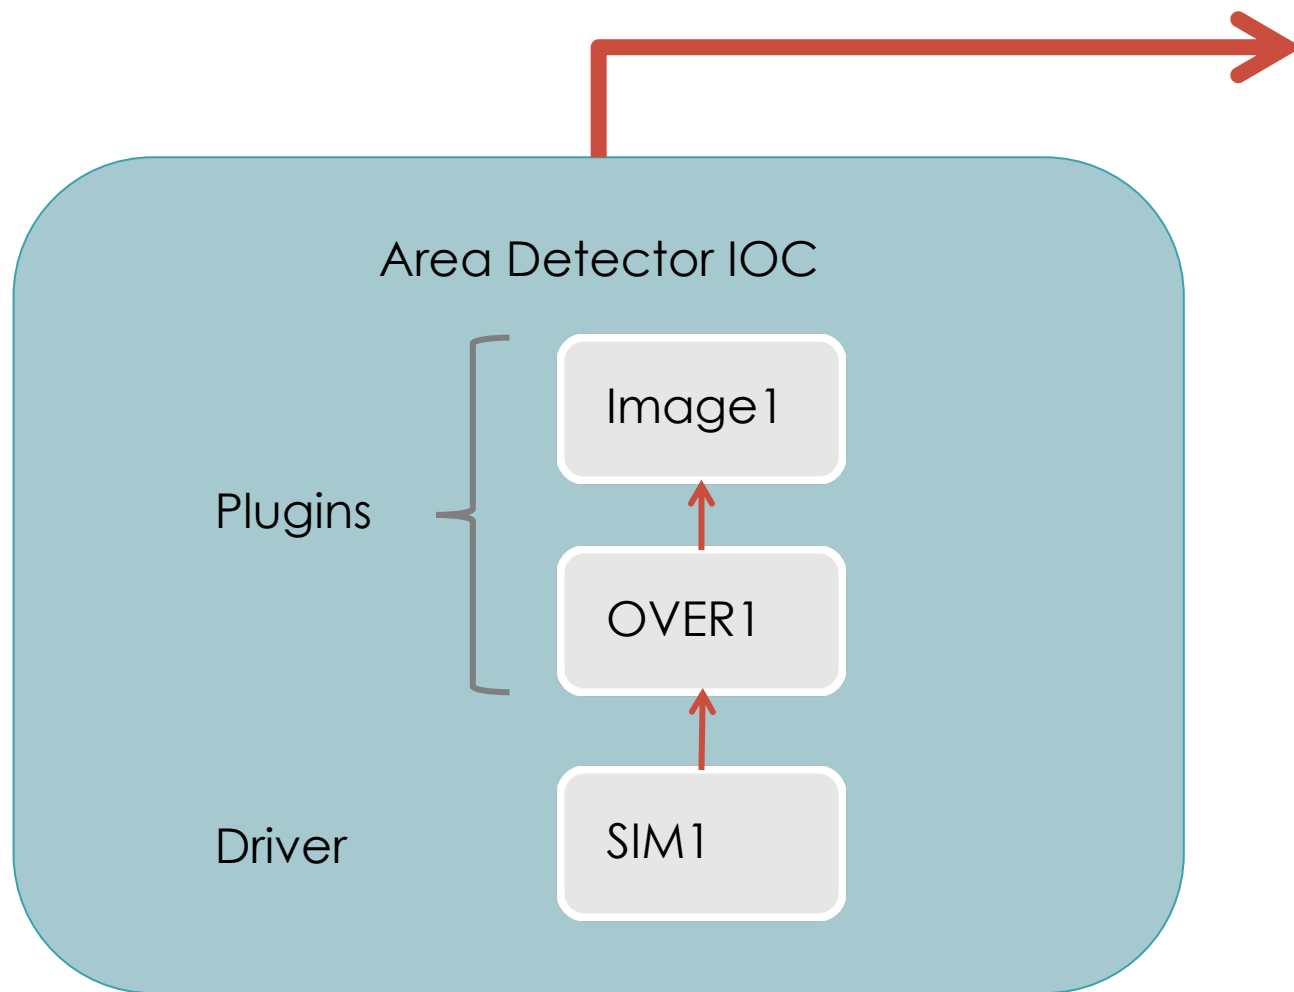 Area Detector IOC
Image1
Plugins
OVER1
Driver
SIM1